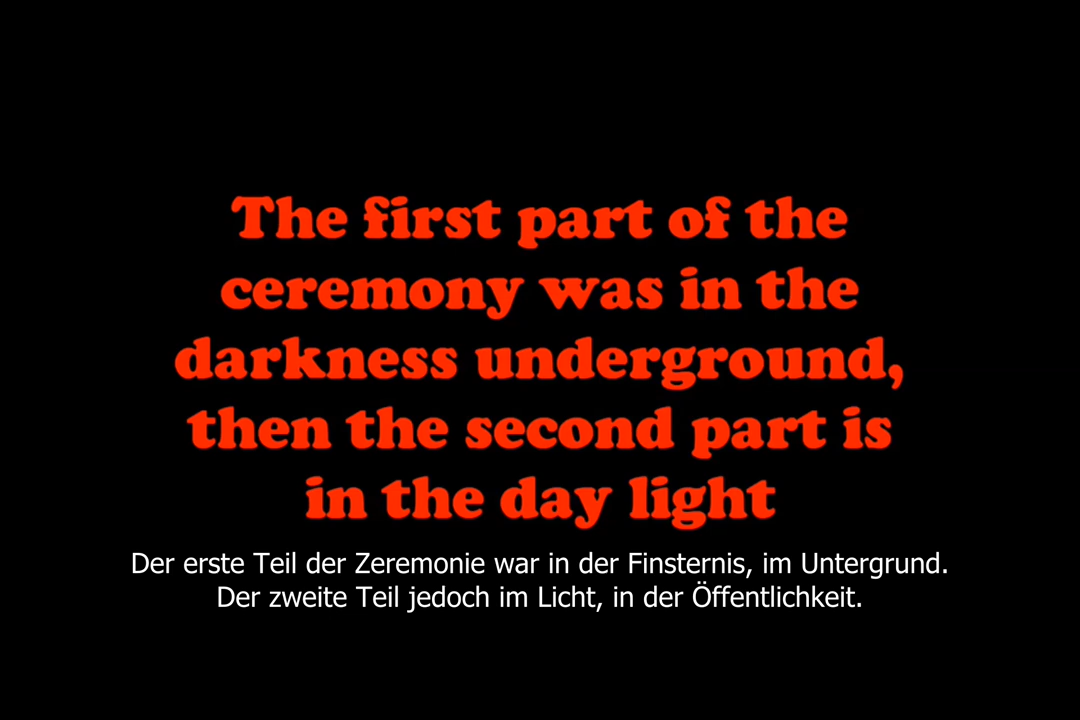 The first part of the
ceremony was in the
darkness underground,
then the second part is
in the day light
Der erste Teil der Zeremonie war in der Finsternis, im Untergrund.
Der zweite Teil jedoch im Licht, in der Öffentlichkeit.